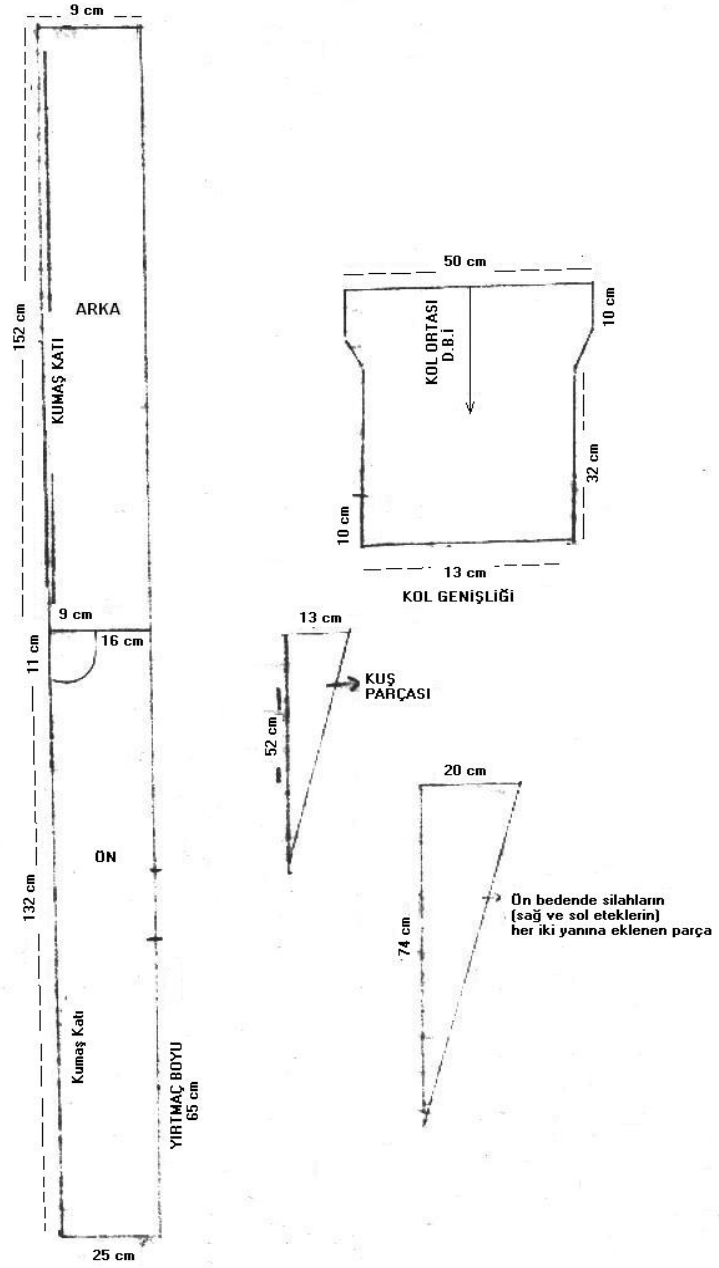 9 cm
152 cm
KUMAŞ KATI
ARKA
9 cm
16 cm
11 cm
ÖN
132 cm
Kumaş Katı
YIRTMAÇ BOYU
65 cm
25 cm
50 cm
10 cm
KOL ORTASI
D.B.İ
32 cm
10 cm
13 cm
KOL GENİŞLİĞİ
13 cm
52 cm
KUŞ
PARÇASI
20 cm
74 cm
Ön bedende silahların
(sağ ve sol eteklerin)
her iki yanına eklenen parça